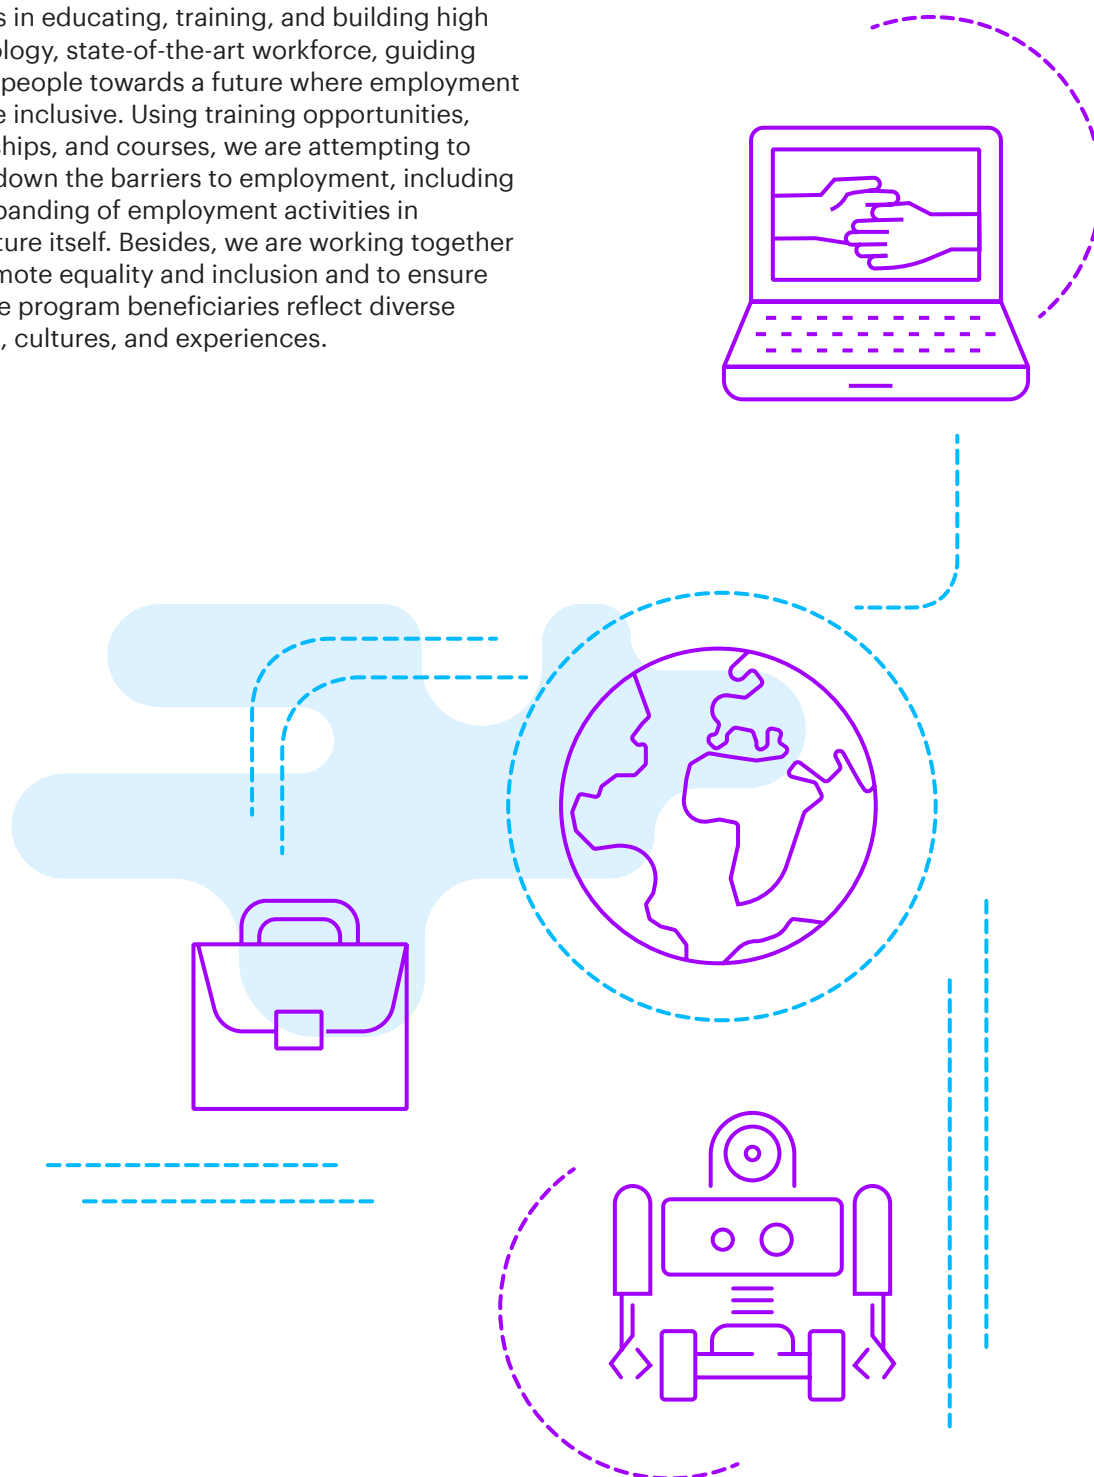 s in educating, training, and building high
ology, state-of-the-art workforce, guiding
people towards a future where employment
e inclusive. Using training opportunities,
ships, and courses, we are attempting to
down the barriers to employment, including
panding of employment activities in
ture itself. Besides, we are working together
mote equality and inclusion and to ensure
e program beneficiaries reflect diverse
, cultures, and experiences.